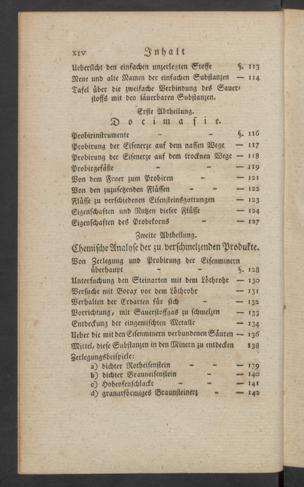 XIV Inhalt
Uebersicht den einfachen unzerlegten Stoffe §. 113
Neue und alte Namen der einfachen Substanzen — 114
Tafel über die zweifache Verbindung des Sauer-
stoffs mit den säuerbaren Substanzen.
Erste Abtheilung.
Docimasie.
Probirinstrumente - - §. 116
Probirung der Eisenerze auf dem nassen Wege — 117
Probirung der Eisenerze auf dem trocknen Wege — 118
Probirgefäße - - — 119
Von dem Feuer zum Probiren - — 121
Von den zuzusetzenden Flüssen - — 122
Flüsse zu verschiedenen Eisensteinsgattungen — 123
Eigenschaften und Nutzen dieser Flüsse — 124
Eigenschaften des Probekorns - — 127
Zweite Abtheilung.
Chemische Analyse der zu verschmelzenden Produkte.
Von Zerlegung und Probirung der Eisenminern
überhaupt - - §. 128
Untersuchung den Steinarten mit dem Löthrohr — 130
Versuche mit Borax vor dem Löthrohr — 131
Verhalten der Erdarten für sich - — 132
Vorrichtung, mit Sauerstoffgas zu schmelzen — 133
Entdeckung der eingemischten Metalle — 134
Ueber die mit den Eisenminern verbundenen Säuren — 136
Mittel, diese Substanzen in den Minern zu entdecken 138
Zerlegungsbeispiele:
a) dichter Rotheisenstein - - — 139
b) dichter Brauneisenstein - — 140
c) Hoheofenschlacke - - — 141
d) granatförmiges Braunsteinerz - — 142